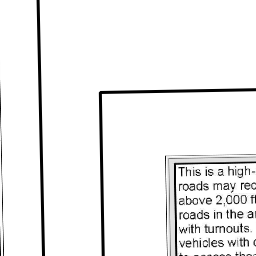 This is a high-
roads may rec
above 2,000 f
roads in the a
with turnouts.
vehicles with